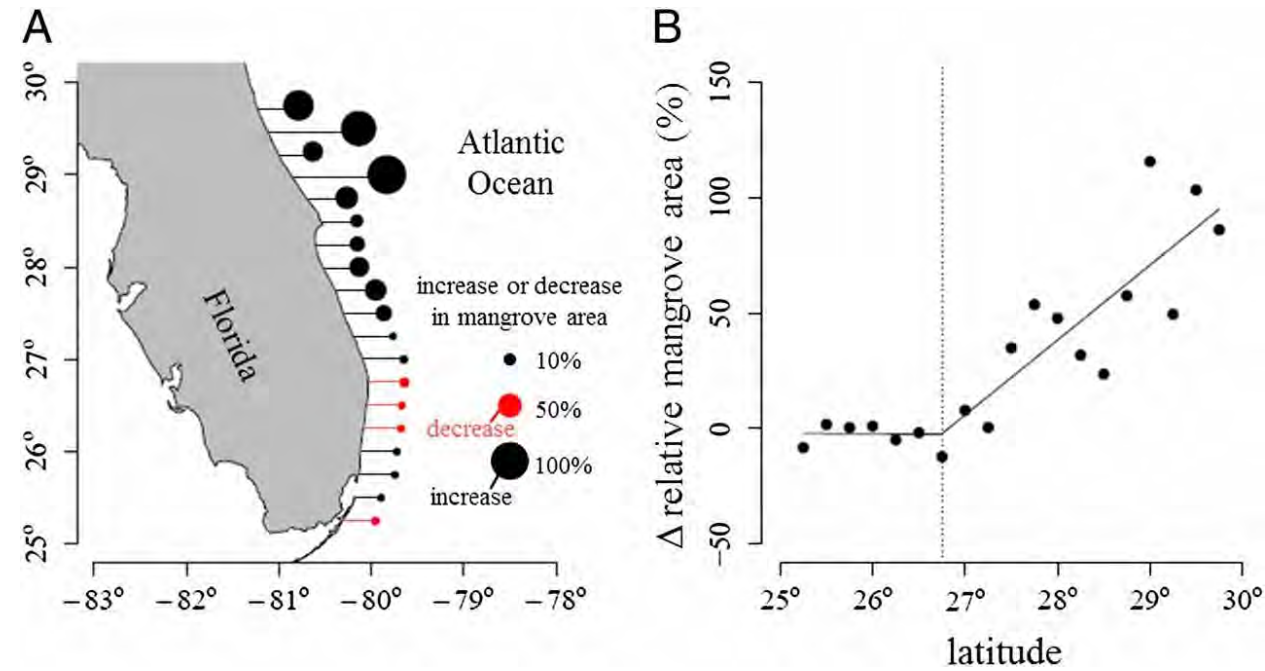 A
30°
29°
28°
27°
26°
25°
−83°
−82°
−81°
−80°
−79°
−78°
Florida
Atlantic
Ocean
increase or decrease
in mangrove area
10%
50%
decrease
100%
increase
B
Δ relative mangrove area (%)
150
100
50
0
−50
25°
26°
27°
28°
29°
30°
latitude